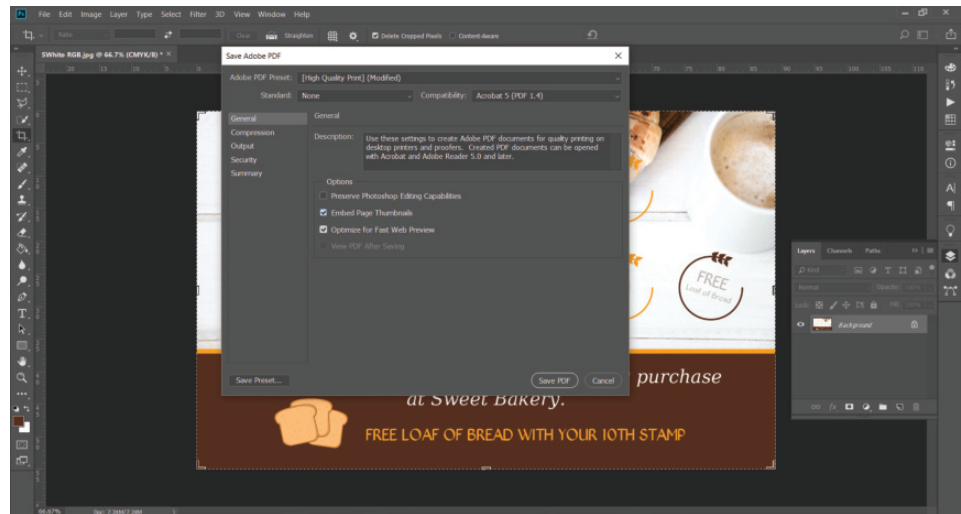 File Edit Image Layer Type Select Filter 3D View Window Help
Ratio Clear Straighten Delete Cropped Pixels Content-Aware
SWhite RGB.jpg @ 66.7% (CMYK/8) * ×
Save Adobe PDF
Adobe PDF Preset: [High Quality Print] (Modified)
Standard: None Compatibility: Acrobat 5 (PDF 1.4)
General
Compression
Output
Security
Summary
General
Description: Use these settings to create Adobe PDF documents for quality printing on
desktop printers and proofers. Created PDF documents can be opened
with Acrobat and Adobe Reader 5.0 and later.
Options
Preserve Photoshop Editing Capabilities
Embed Page Thumbnails
Optimize for Fast Web Preview
View PDF After Saving
Save Preset...
Save PDF Cancel
FREE
Loaf of Bread
purchase
at Sweet Bakery.
FREE LOAF OF BREAD WITH YOUR 10TH STAMP
Layers Channels Paths
Kind
Normal Opacity:
Lock: Fill:
Background
66.67%